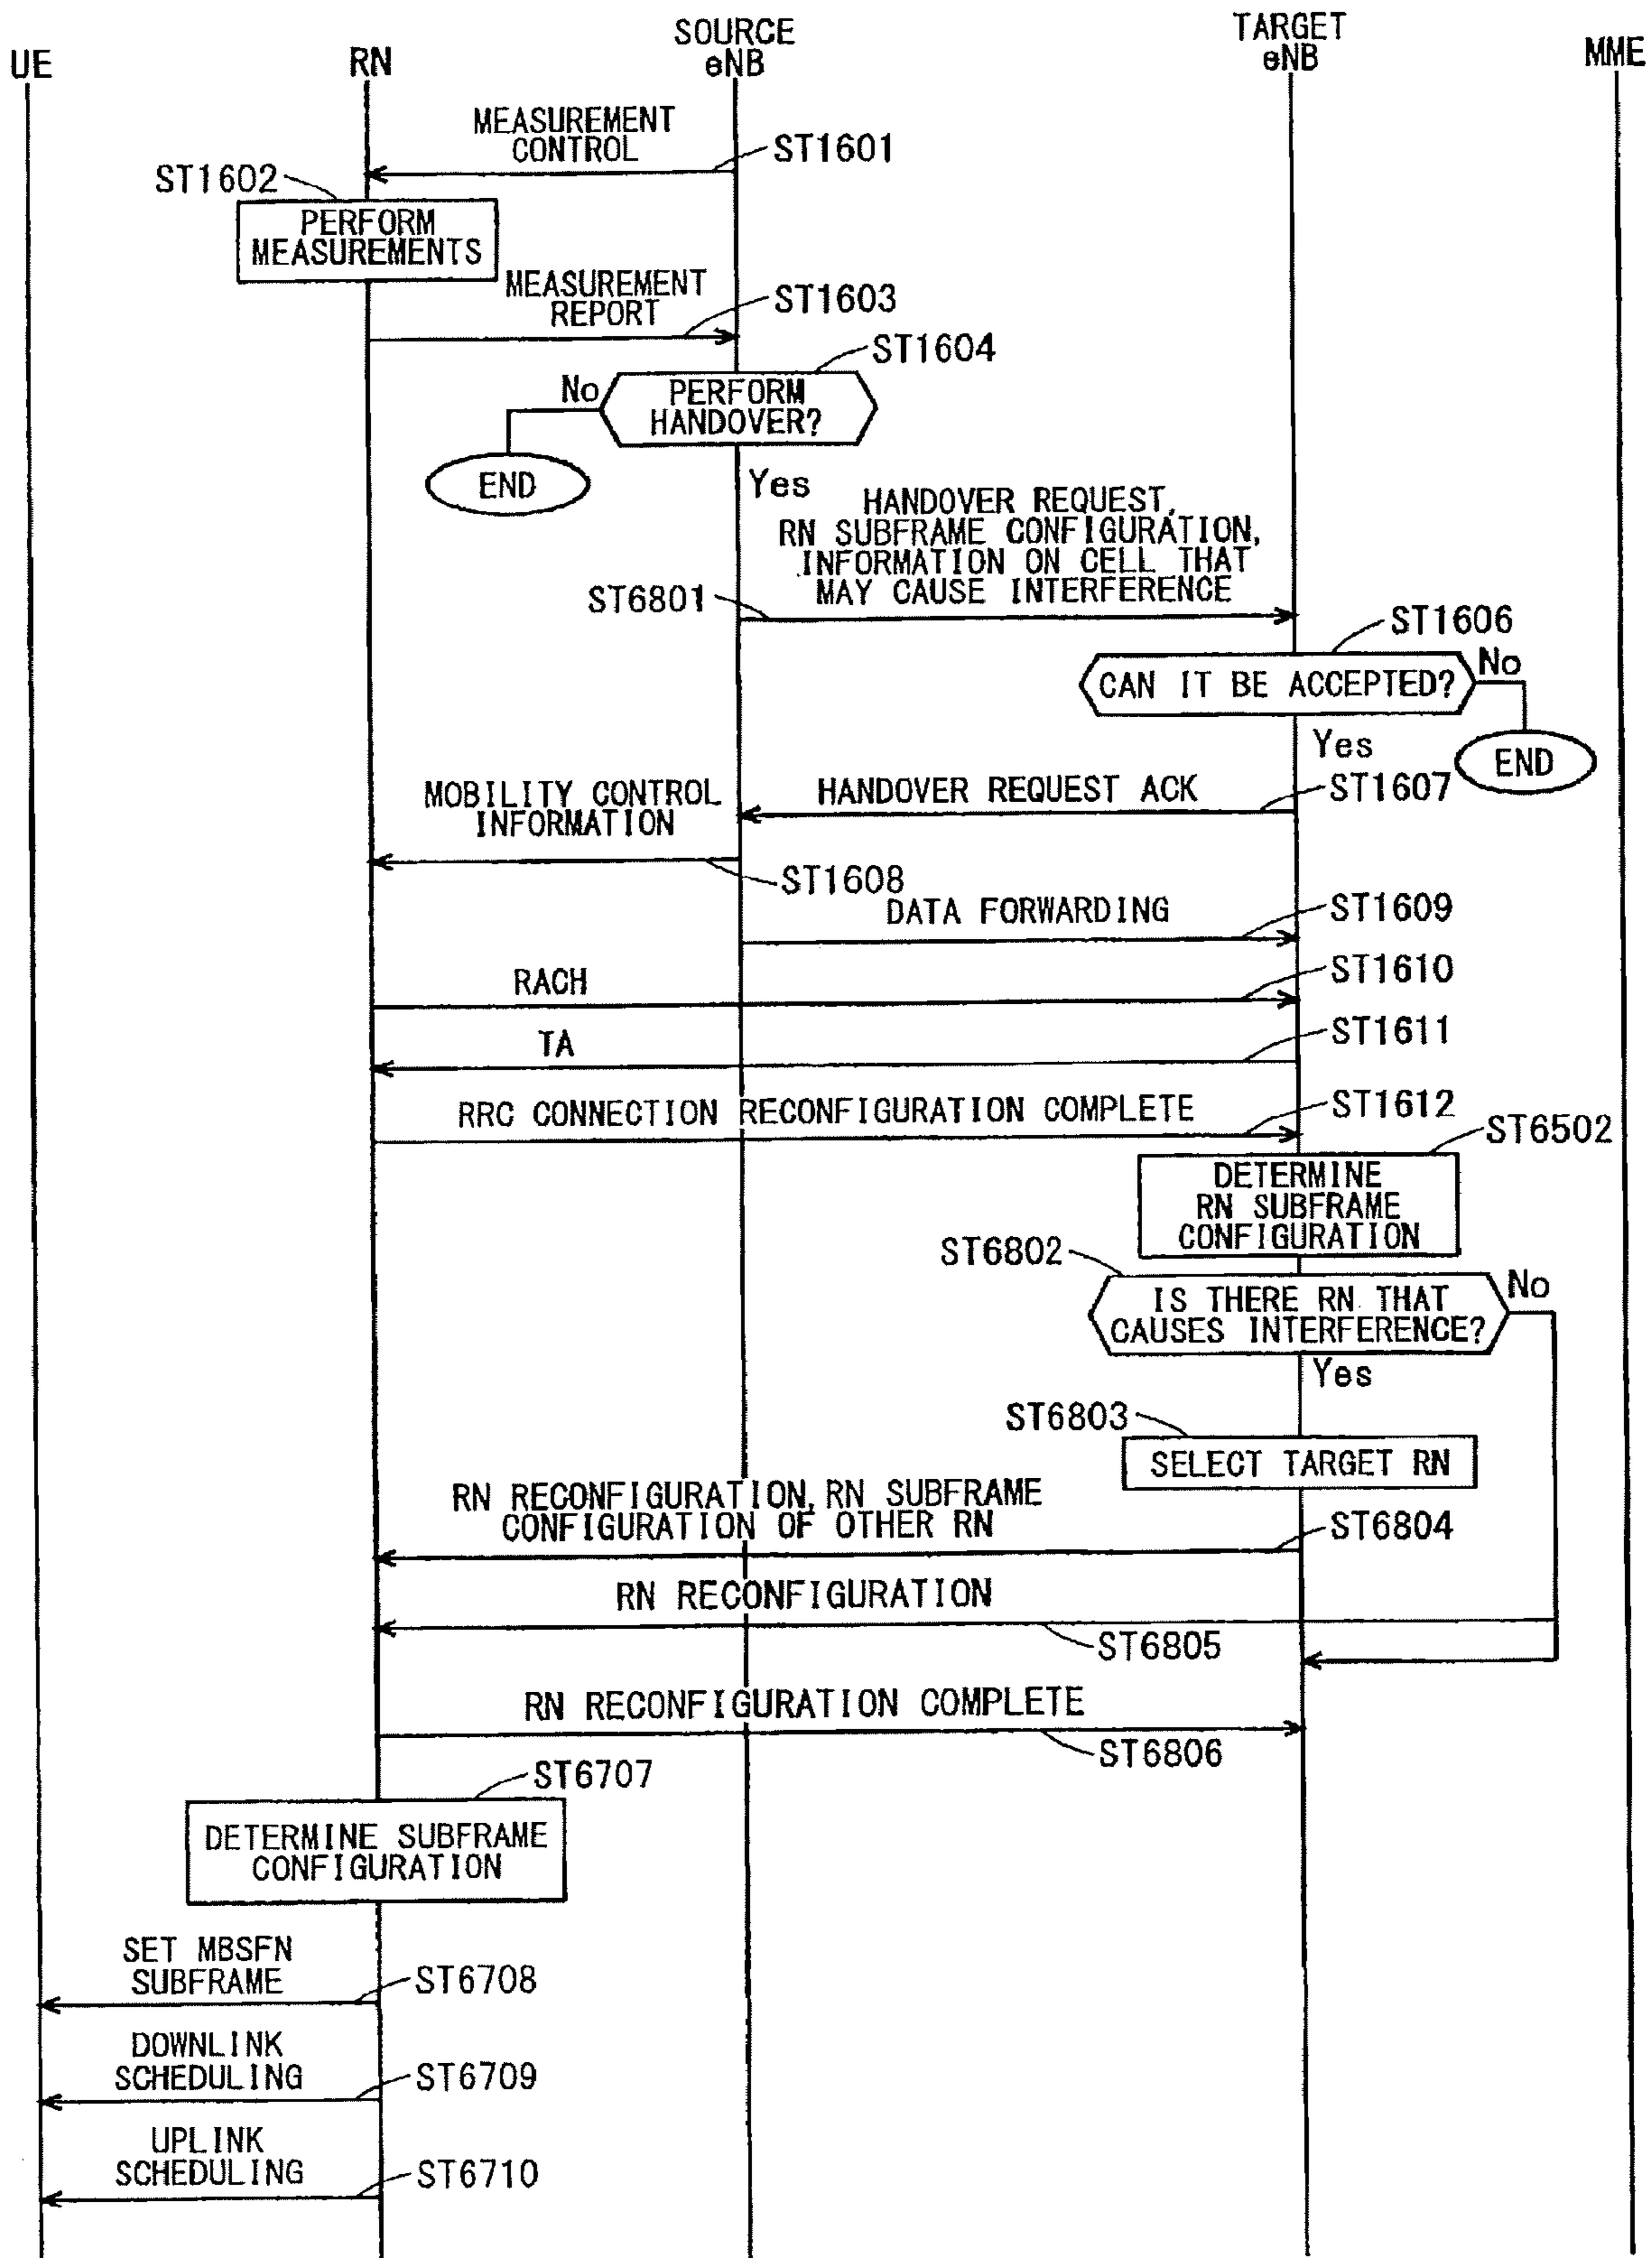 UE
RN
SOURCE
eNB
TARGET
eNB
MME
MEASUREMENT
CONTROL
ST1601
ST1602
PERFORM
MEASUREMENTS
MEASUREMENT
REPORT
ST1603
ST1604
No
PERFORM
HANDOVER?
END
Yes
HANDOVER REQUEST,
RN SUBFRAME CONFIGURATION,
INFORMATION ON CELL THAT
MAY CAUSE INTERFERENCE
ST6801
ST1606
CAN IT BE ACCEPTED?
No
Yes
END
MOBILITY CONTROL
INFORMATION
HANDOVER REQUEST ACK
ST1607
ST1608
DATA FORWARDING
ST1609
RACH
ST1610
TA
ST1611
RRC CONNECTION RECONFIGURATION COMPLETE
ST1612
ST6502
DETERMINE
RN SUBFRAME
CONFIGURATION
ST6802
IS THERE RN THAT
CAUSES INTERFERENCE?
No
Yes
ST6803
SELECT TARGET RN
RN RECONFIGURATION, RN SUBFRAME
CONFIGURATION OF OTHER RN
ST6804
RN RECONFIGURATION
ST6805
RN RECONFIGURATION COMPLETE
ST6806
ST6707
DETERMINE SUBFRAME
CONFIGURATION
SET MBSFN
SUBFRAME
ST6708
DOWNLINK
SCHEDULING
ST6709
UPLINK
SCHEDULING
ST6710